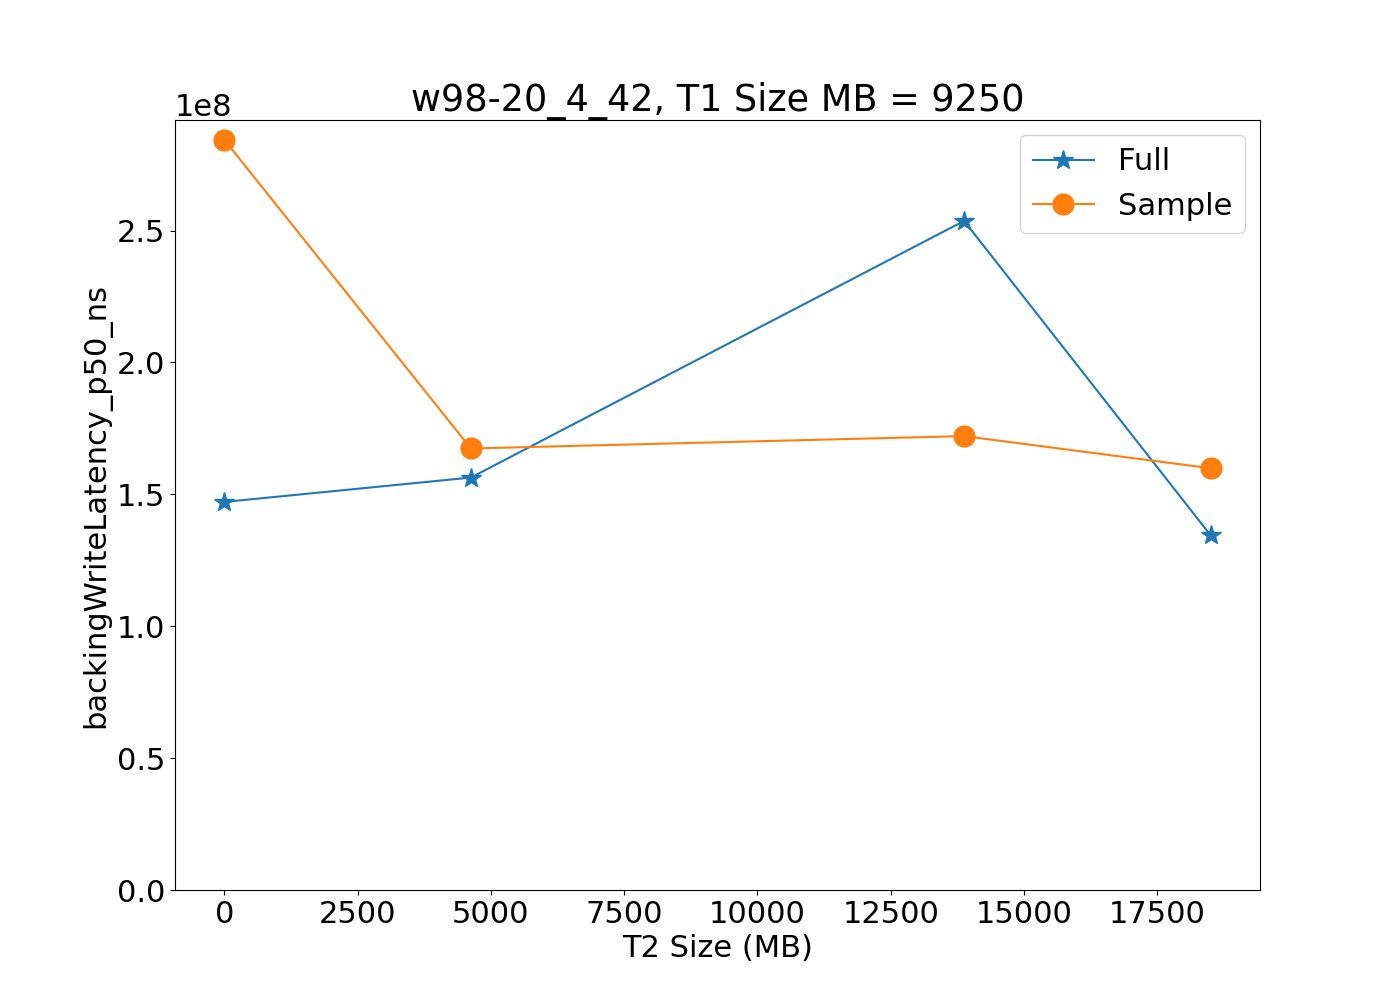 w98-20_4_42, T1 Size MB = 9250
1e8
Full
Sample
2.5
2.0
1.5
1.0
0.5
0.0
backingWriteLatency_p50_ns
0 2500 5000 7500 10000 12500 15000 17500
T2 Size (MB)